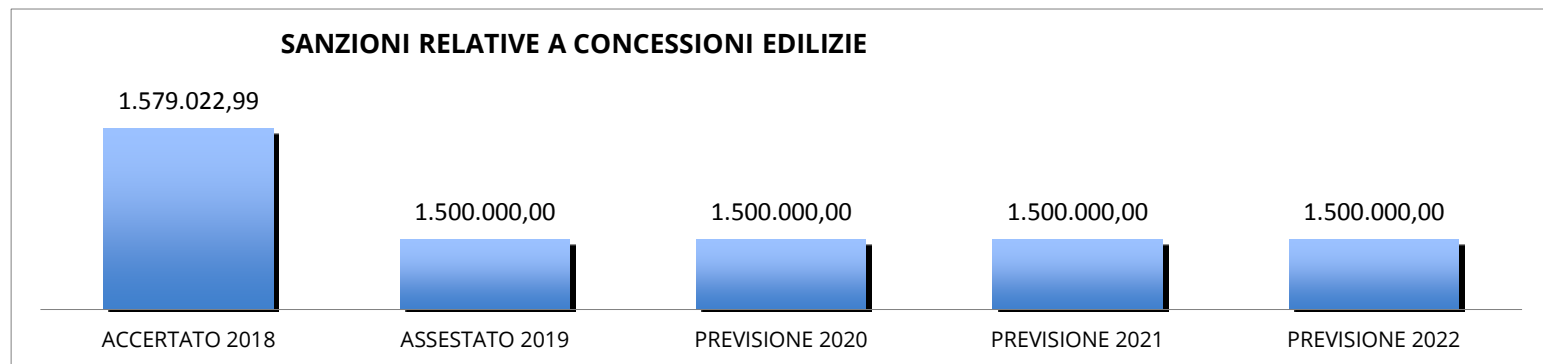 SANZIONI RELATIVE A CONCESSIONI EDILIZIE
1.579.022,99
1.500.000,00 1.500.000,00 1.500.000,00 1.500.000,00
ACCERTATO 2018 ASSESTATO 2019 PREVISIONE 2020 PREVISIONE 2021 PREVISIONE 2022